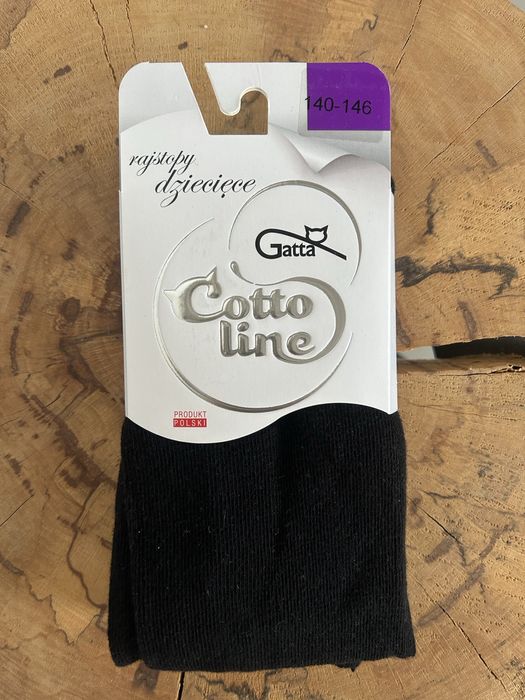 140-146
rajstopy
dziecięce
Gatta
Cotto
line
PRODUKT
POLSKI